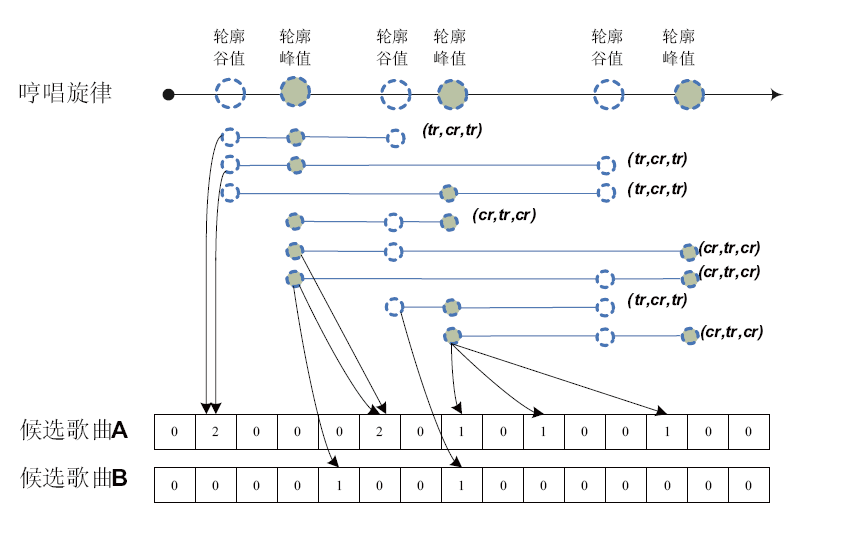 轮廓 轮廓 轮廓 轮廓 轮廓 轮廓
谷值 峰值 谷值 峰值 谷值 峰值
哼唱旋律
(tr,cr,tr)
(tr,cr,tr)
(tr,cr,tr)
(cr,tr,cr)
(cr,tr,cr)
(cr,tr,cr)
(tr,cr,tr)
(cr,tr,cr)
候选歌曲A 0 2 0 0 0 2 0 1 0 1 0 0 1 0 0
候选歌曲B 0 0 0 0 1 0 0 1 0 0 0 0 0 0 0